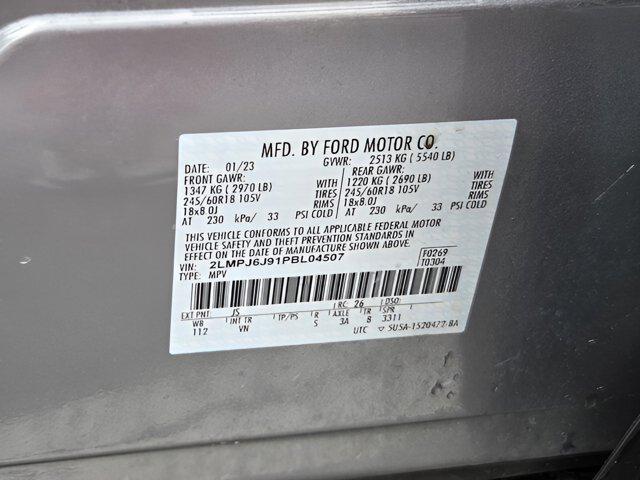 MFD. BY FORD MOTOR CO.
DATE: 01/23 GVWR: 2513 KG ( 5540 LB)
FRONT GAWR: REAR GAWR:
1347 KG ( 2970 LB) WITH 1220 KG ( 2690 LB) WITH
245/60R18 105V TIRES 245/60R18 105V TIRES
18x8.0J RIMS 18x8.0J RIMS
AT 230 kPa/ 33 PSI COLD AT 230 kPa/ 33 PSI COLD
THIS VEHICLE CONFORMS TO ALL APPLICABLE FEDERAL MOTOR
VEHICLE SAFETY AND THEFT PREVENTION STANDARDS IN
EFFECT ON THE DATE OF MANUFACTURE SHOWN ABOVE.
VIN: 2LMPJ6J91PBL04507 F0269
TYPE: MPV T0304
EXT PNT: JS RC: 26 DSO:
WB INT TR TP/PS R AXLE TR SPR
112 VN S 3A B 3311
UTC ▽ 5U5A-1520472-BA